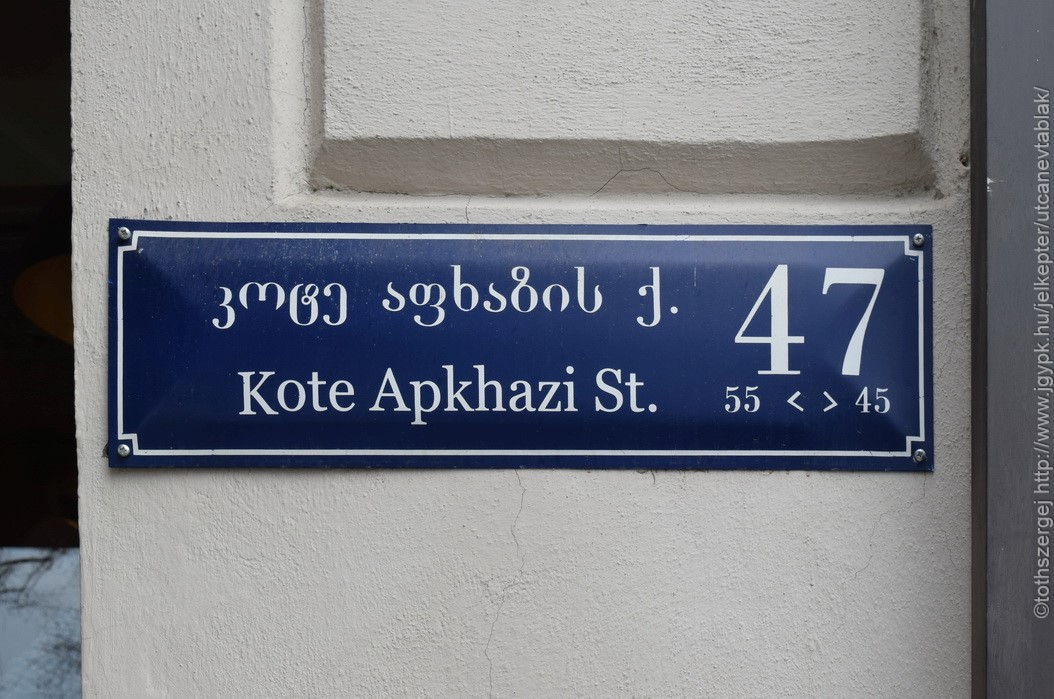 კოტე აფხაზის ქ.
Kote Apkhazi St.
47
55 < > 45
©tothszergej http://www.jgypk.hu/jelkepter/utcanevtablak/